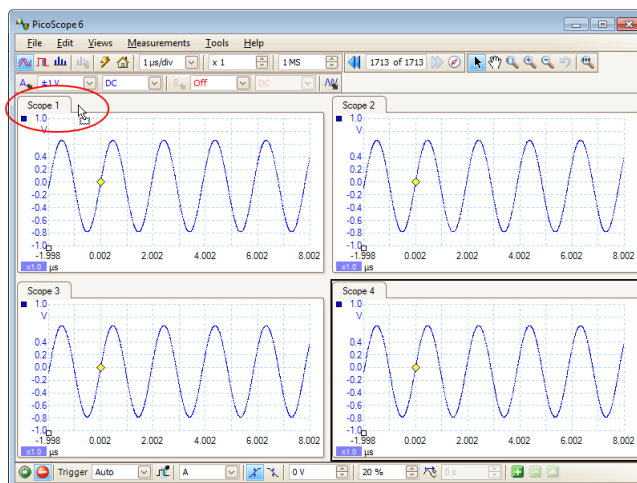 PicoScope 6
File Edit Views Measurements Tools Help
1 µs/div x 1 1 MS 1713 of 1713
A ±1 V DC B Off DC
Scope 1
1.0
V
0.4
0.2
0.0
-0.2
-0.4
-0.6
-0.8
-1.0
-1.998 0.002 2.002 4.002 6.002 8.002
x1.0 µs
Scope 2
1.0
V
0.4
0.2
0.0
-0.2
-0.4
-0.6
-0.8
-1.0
-1.998 0.002 2.002 4.002 6.002 8.002
x1.0 µs
Scope 3
1.0
V
0.4
0.2
0.0
-0.2
-0.4
-0.6
-0.8
-1.0
-1.998 0.002 2.002 4.002 6.002 8.002
x1.0 µs
Scope 4
1.0
V
0.4
0.2
0.0
-0.2
-0.4
-0.6
-0.8
-1.0
-1.998 0.002 2.002 4.002 6.002 8.002
x1.0 µs
Trigger Auto A 0 V 20 % 0 s